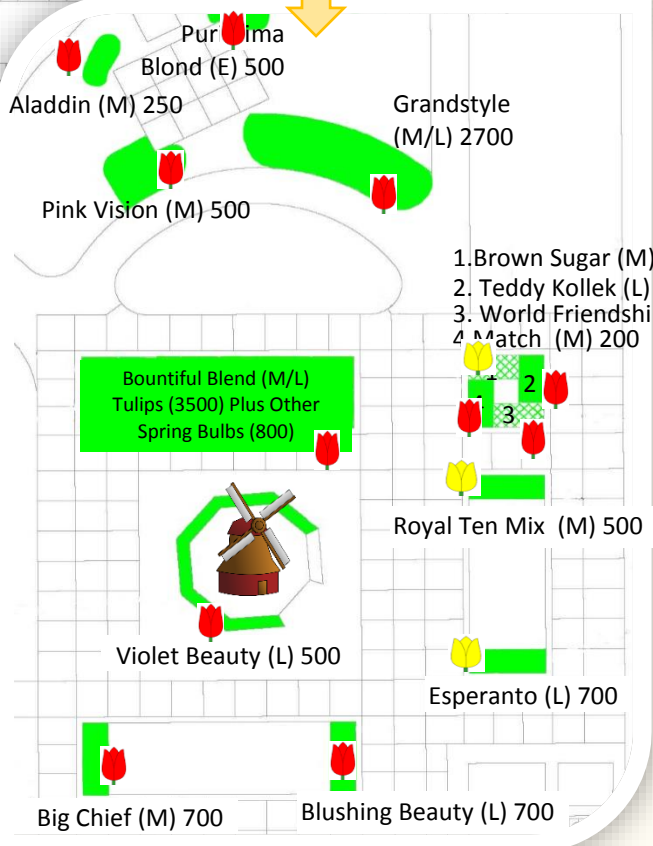 Pur ima
Blond (E) 500
Aladdin (M) 250
Grandstyle
(M/L) 2700
Pink Vision (M) 500
1.Brown Sugar (M)
2. Teddy Kollek (L)
3. World Friendshi
4 Match (M) 200
Bountiful Blend (M/L)
Tulips (3500) Plus Other
Spring Bulbs (800)
2
3
Royal Ten Mix (M) 500
Violet Beauty (L) 500
Esperanto (L) 700
Big Chief (M) 700
Blushing Beauty (L) 700